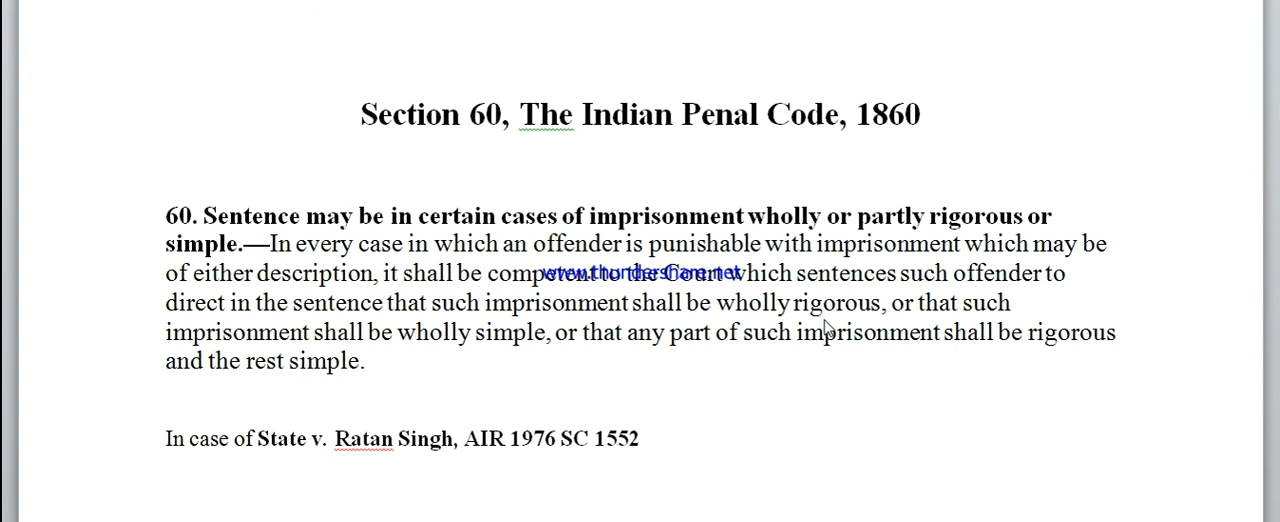 Section 60, The Indian Penal Code, 1860
60. Sentence may be in certain cases of imprisonment wholly or partly rigorous or
simple.—In every case in which an offender is punishable with imprisonment which may be
of either description, it shall be competent to the Court which sentences such offender to
www.thundershare.net
direct in the sentence that such imprisonment shall be wholly rigorous, or that such
imprisonment shall be wholly simple, or that any part of such imprisonment shall be rigorous
and the rest simple.
In case of State v. Ratan Singh, AIR 1976 SC 1552